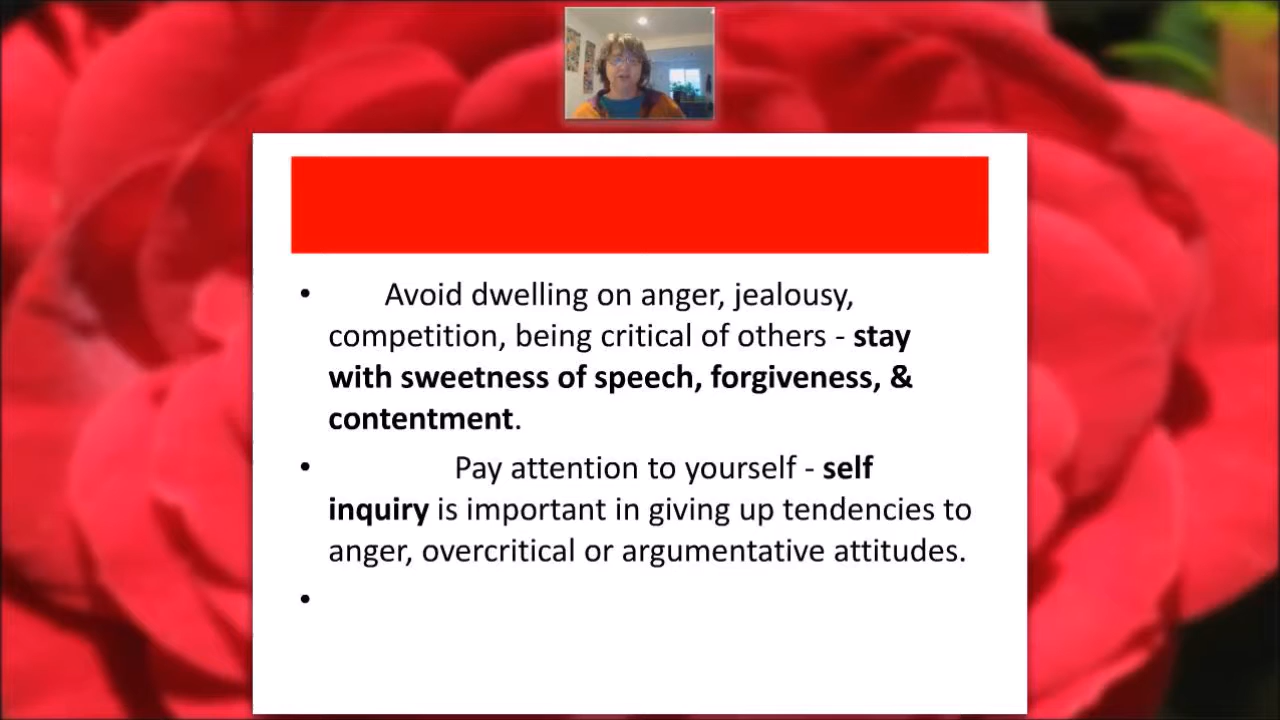 • Avoid dwelling on anger, jealousy,
competition, being critical of others - stay
with sweetness of speech, forgiveness, &
contentment.
• Pay attention to yourself - self
inquiry is important in giving up tendencies to
anger, overcritical or argumentative attitudes.
•